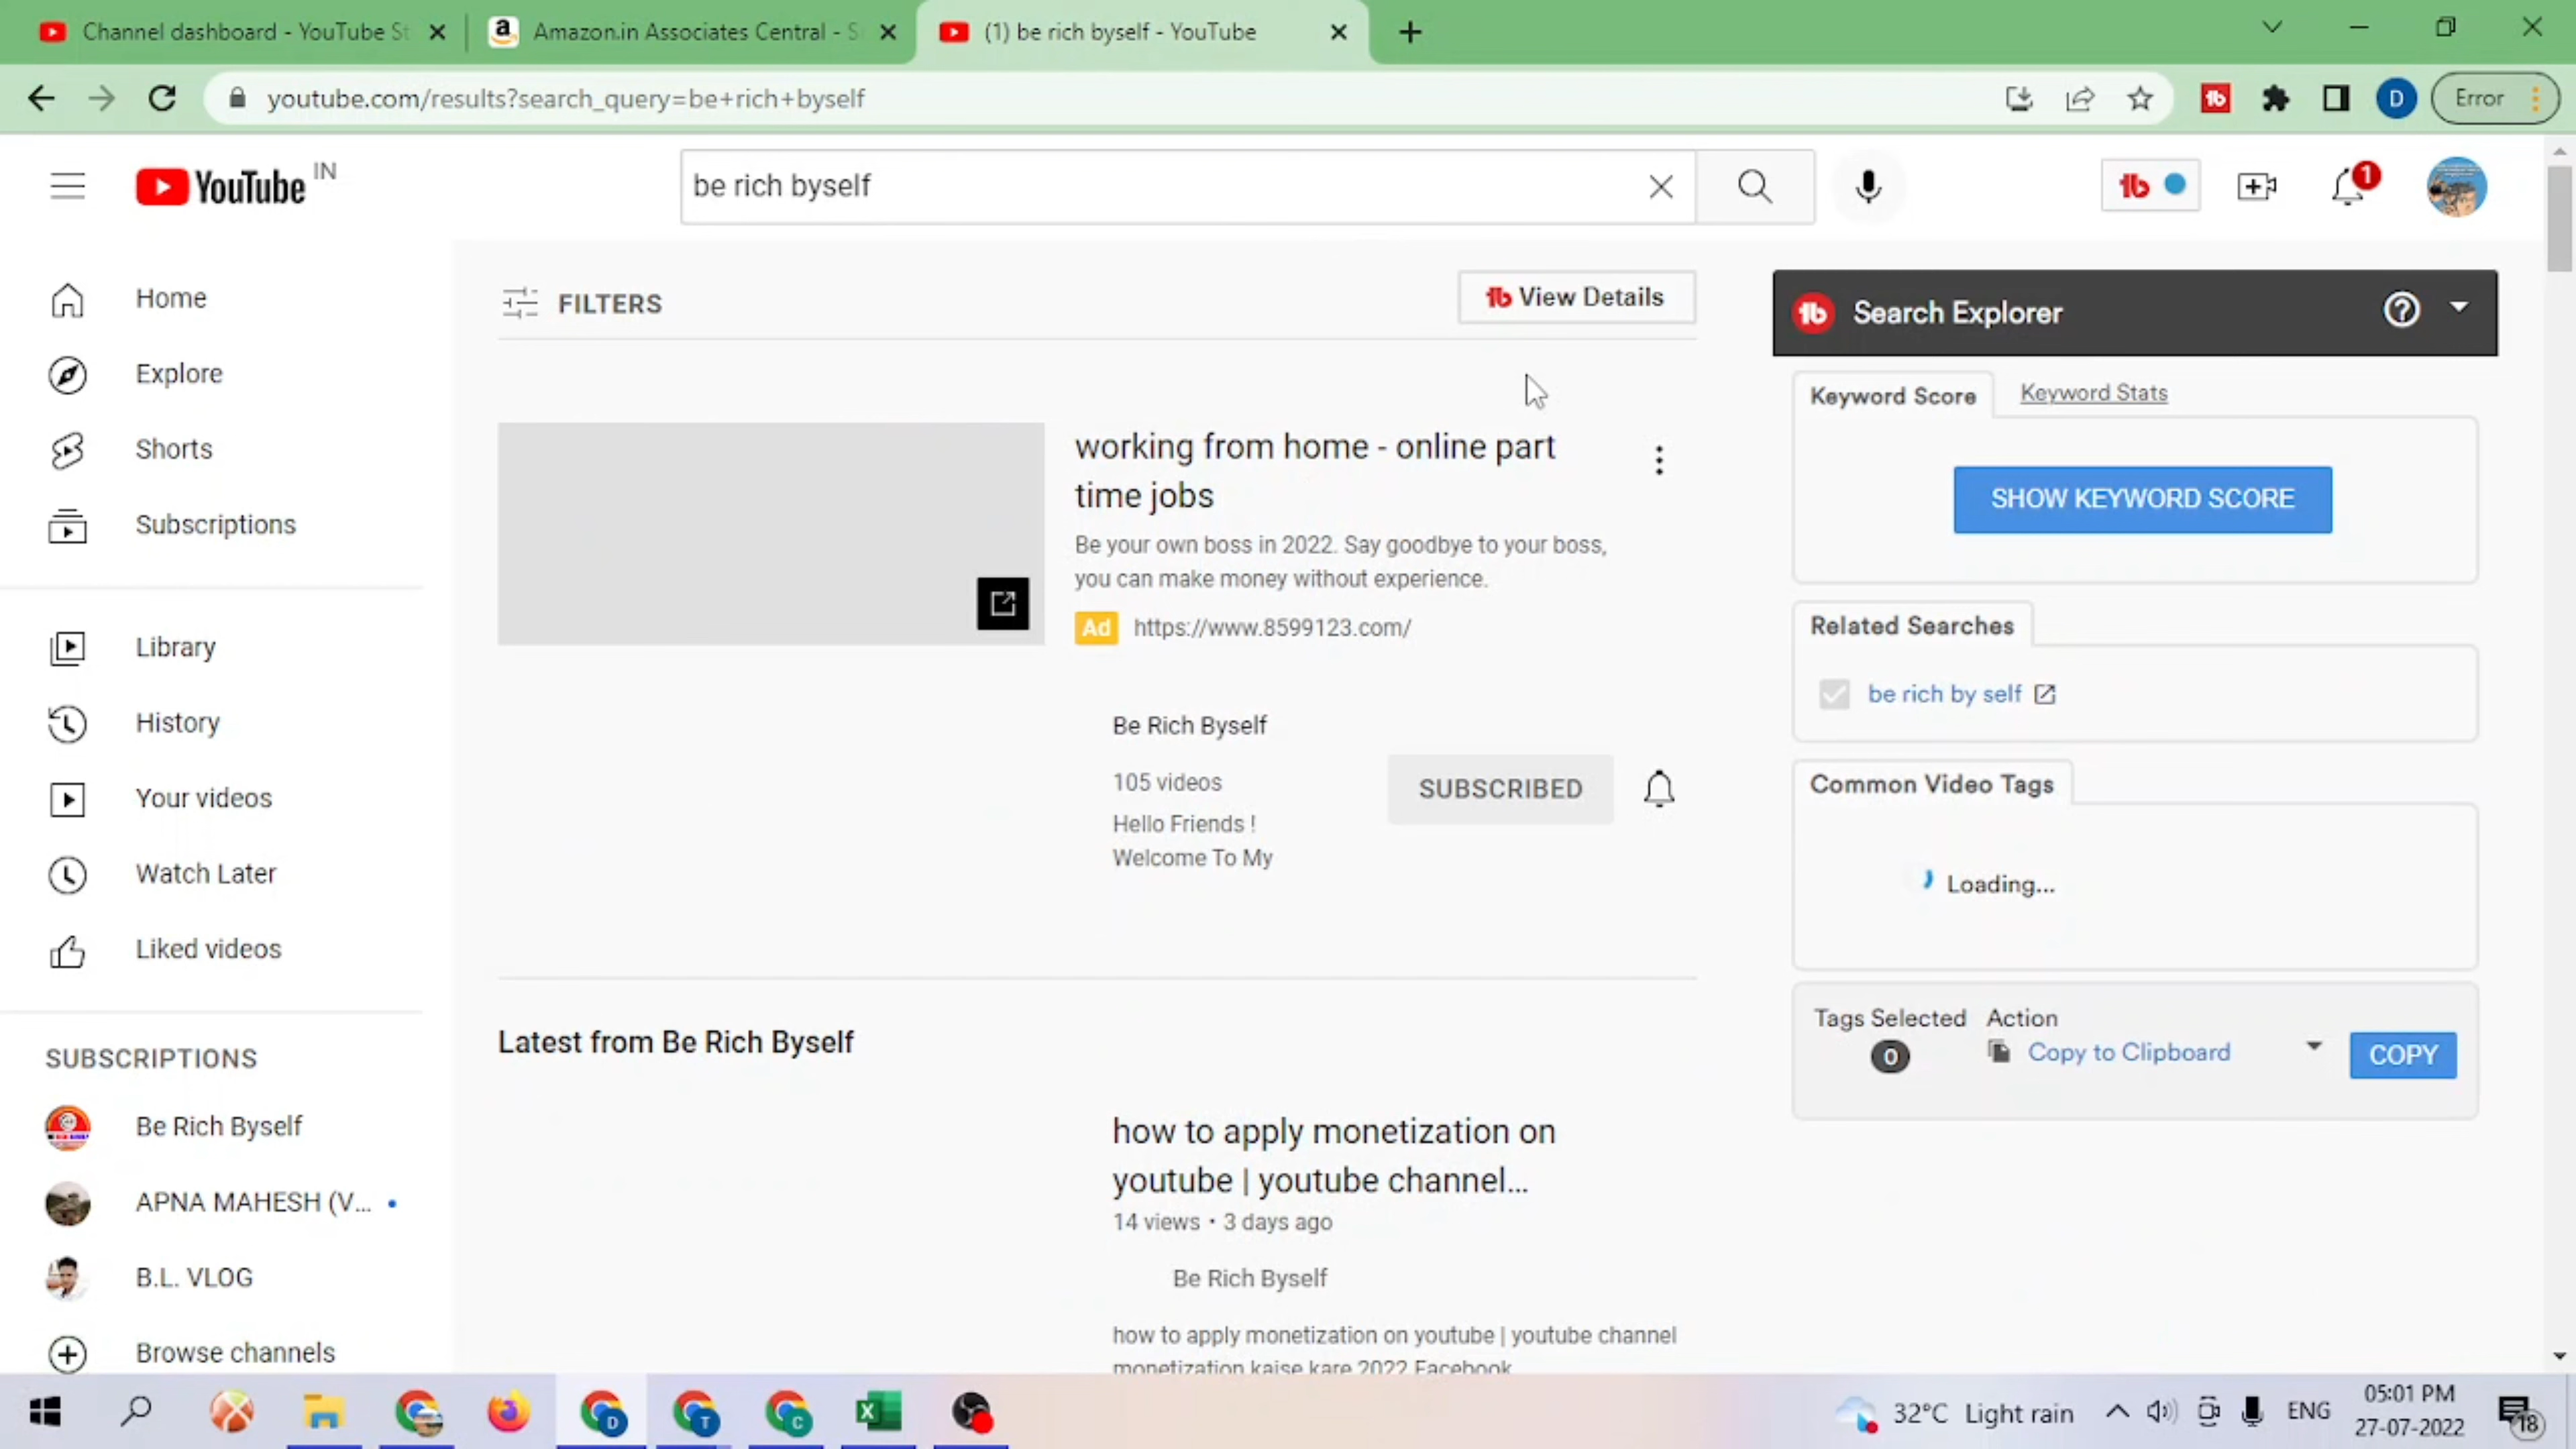 Channel dashboard - YouTube St
Amazon.in Associates Central - S
(1) be rich byself - YouTube
youtube.com/results?search_query=be+rich+byself
Error
D
YouTube IN
be rich byself
1
Home
Explore
Shorts
Subscriptions
Library
History
Your videos
Watch Later
Liked videos
SUBSCRIPTIONS
Be Rich Byself
APNA MAHESH (V...
B.L. VLOG
Browse channels
FILTERS
View Details
working from home - online part
time jobs
Be your own boss in 2022. Say goodbye to your boss,
you can make money without experience.
Ad https://www.8599123.com/
Be Rich Byself
105 videos
Hello Friends !
Welcome To My
SUBSCRIBED
Latest from Be Rich Byself
how to apply monetization on
youtube | youtube channel...
14 views • 3 days ago
Be Rich Byself
how to apply monetization on youtube | youtube channel
monetization kaise kare 2022 Facebook
Search Explorer
Keyword Score
Keyword Stats
SHOW KEYWORD SCORE
Related Searches
be rich by self
Common Video Tags
Loading...
Tags Selected
0
Action
Copy to Clipboard
COPY
D
T
C
32°C Light rain
ENG
05:01 PM
27-07-2022
18